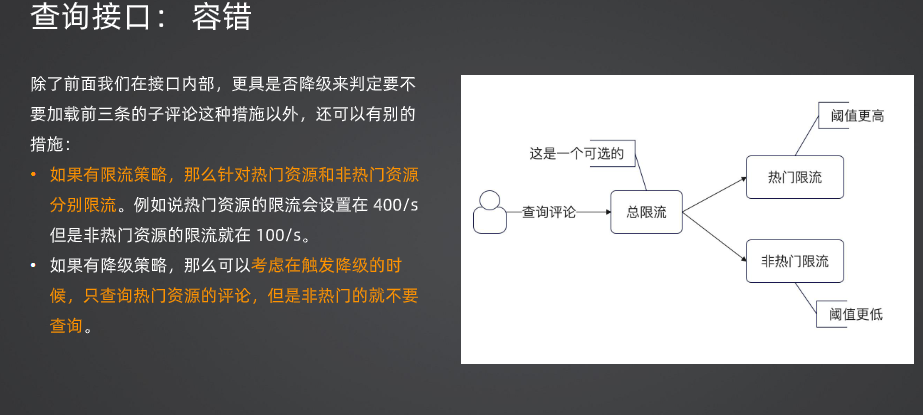 查询接口： 容错
除了前面我们在接口内部，更具是否降级来判定要不
要加载前三条的子评论这种措施以外，还可以有别的
措施：
• 如果有限流策略，那么针对热门资源和非热门资源
分别限流。例如说热门资源的限流会设置在 400/s
但是非热门资源的限流就在 100/s。
• 如果有降级策略，那么可以考虑在触发降级的时
候，只查询热门资源的评论，但是非热门的就不要
查询。
阈值更高
这是一个可选的
热门限流
查询评论
总限流
非热门限流
阈值更低